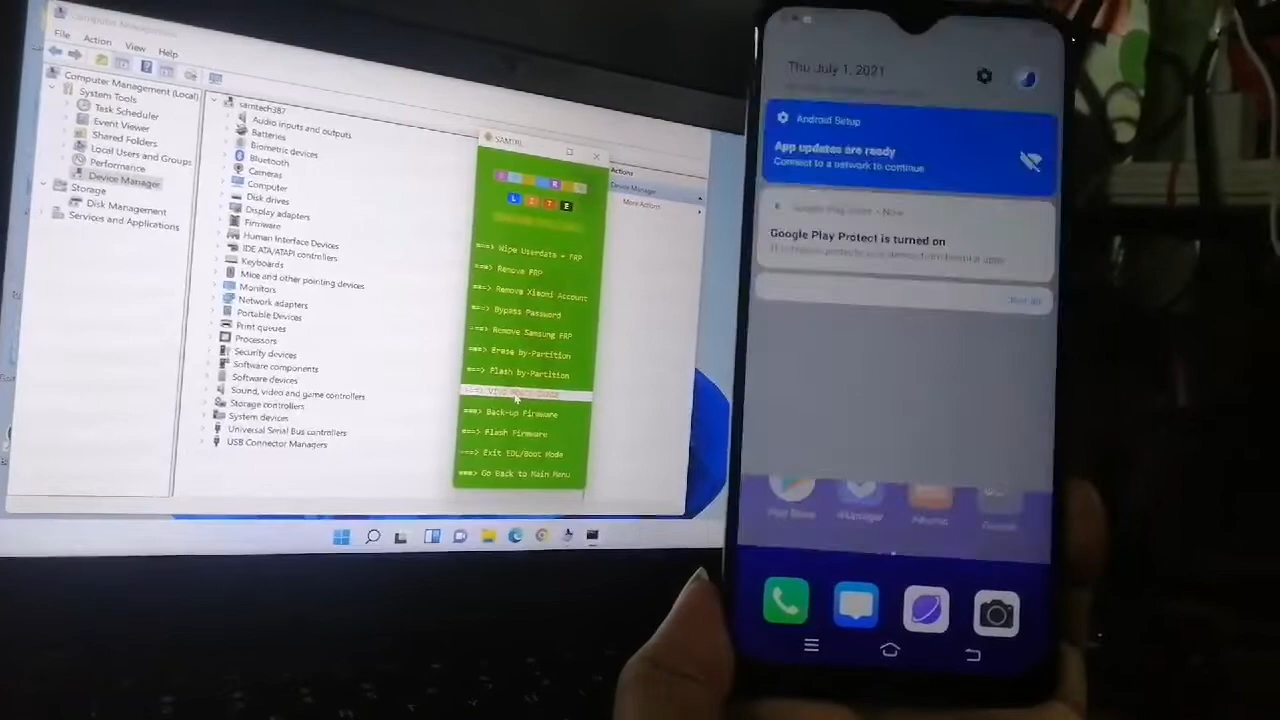 Computer Management
File Action View Help
Computer Management (Local)
System Tools
Task Scheduler
Event Viewer
Shared Folders
Local Users and Groups
Performance
Device Manager
Storage
Disk Management
Services and Applications
samtech387
Audio inputs and outputs
Batteries
Biometric devices
Bluetooth
Cameras
Computer
Disk drives
Display adapters
Firmware
Human Interface Devices
IDE ATA/ATAPI controllers
Keyboards
Mice and other pointing devices
Monitors
Network adapters
Portable Devices
Print queues
Processors
Security devices
Software components
Software devices
Sound, video and game controllers
Storage controllers
System devices
Universal Serial Bus controllers
USB Connector Managers
LITE
===> Wipe Userdata + FRP
===> Remove FRP
===> Remove Xiaomi Account
===> Bypass Password
===> Remove Samsung FRP
===> Erase by-Partition
===> Flash by-Partition
===> Back-up Firmware
===> Flash Firmware
===> Exit EDL/Boot Mode
===> Go Back to Main Menu
Actions
Device Manager
More Actions
Thu July 1, 2021
Android Setup
App updates are ready
Connect to a network to continue
Google Play Protect is turned on
Albums